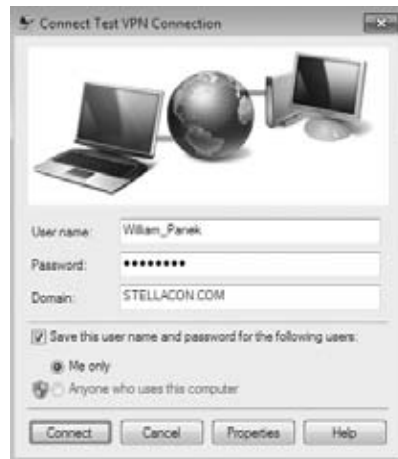 Connect Test VPN Connection
User name: William_Panek
Password: ••••••••
Domain: STELLACON.COM
Save this user name and password for the following users:
Me only
Anyone who uses this computer
Connect Cancel Properties Help